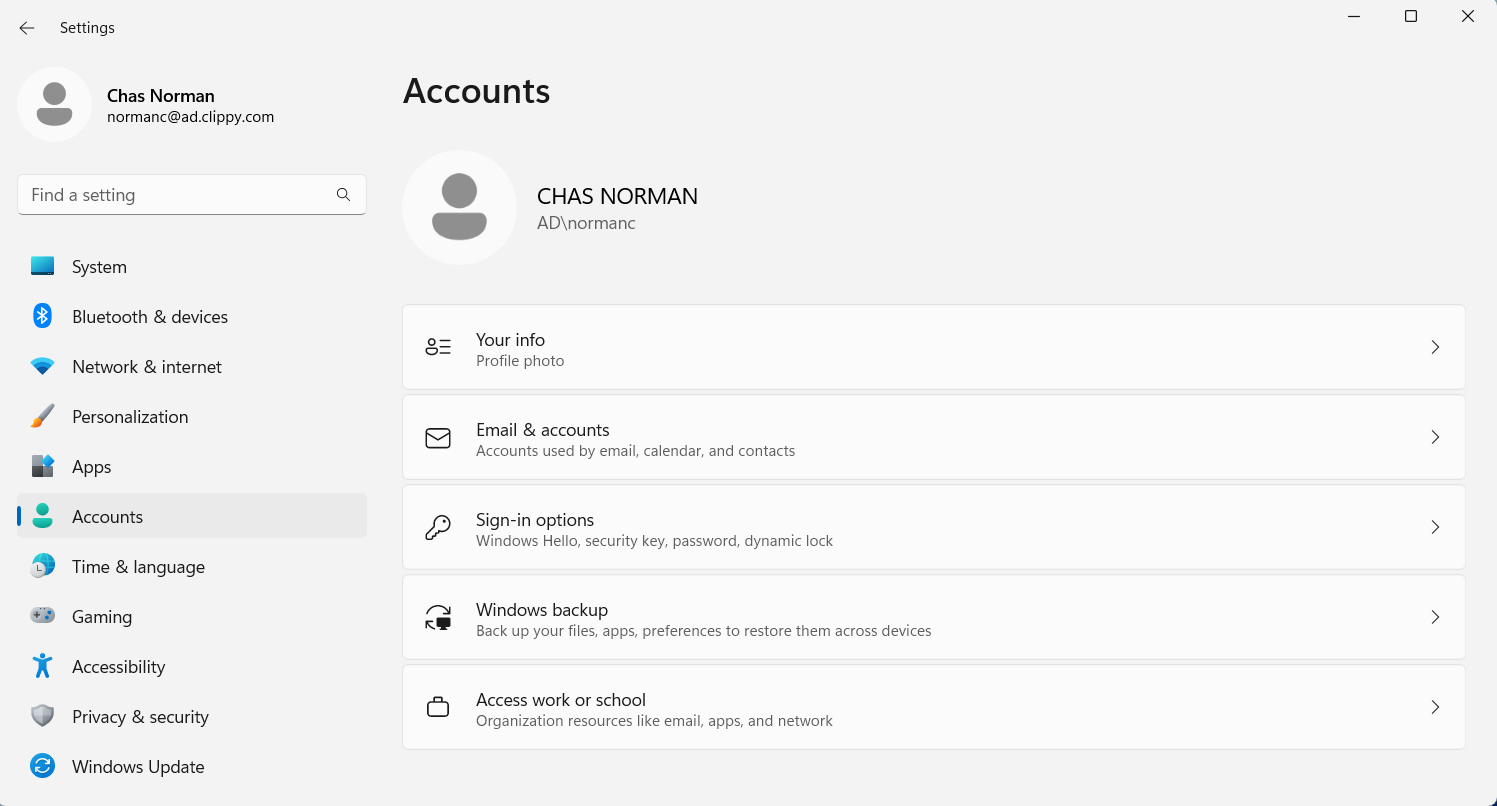 Settings
Chas Norman
normanc@ad.clippy.com
Find a setting
System
Bluetooth & devices
Network & internet
Personalization
Apps
Accounts
Time & language
Gaming
Accessibility
Privacy & security
Windows Update
Accounts
CHAS NORMAN
AD\normanc
Your info
Profile photo
Email & accounts
Accounts used by email, calendar, and contacts
Sign-in options
Windows Hello, security key, password, dynamic lock
Windows backup
Back up your files, apps, preferences to restore them across devices
Access work or school
Organization resources like email, apps, and network